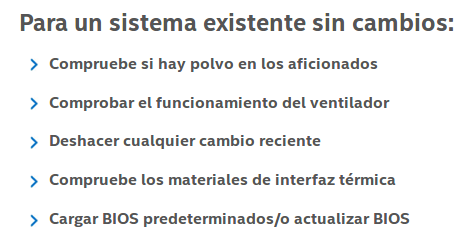 Para un sistema existente sin cambios:
Compruebe si hay polvo en los aficionados
Comprobar el funcionamiento del ventilador
Deshacer cualquier cambio reciente
Compruebe los materiales de interfaz térmica
Cargar BIOS predeterminados/o actualizar BIOS